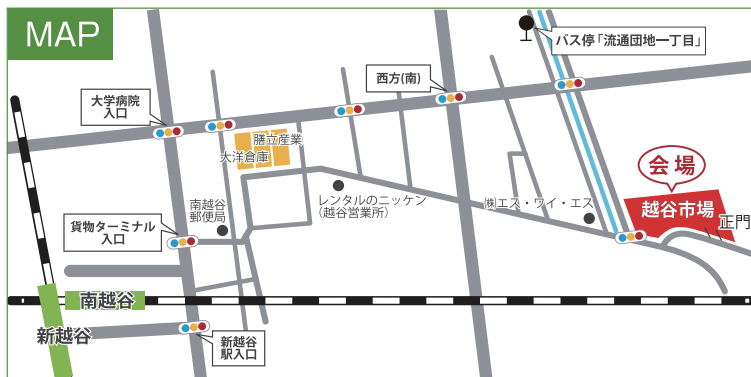 MAP
バス停「流通団地一丁目」
西方(南)
大学病院
入口
膳立産業
大洋倉庫
会場
越谷市場
正門
南越谷
郵便局
レンタルのニッケン
(越谷営業所)
㈱エス・ワイ・エス
貨物ターミナル
入口
南越谷
新越谷
新越谷
駅入口